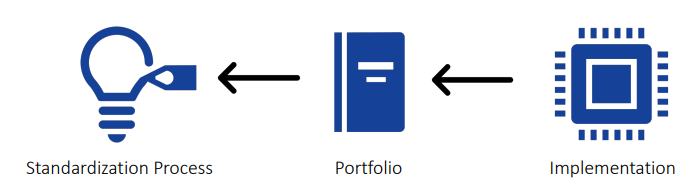 Standardization Process
Portfolio
Implementation